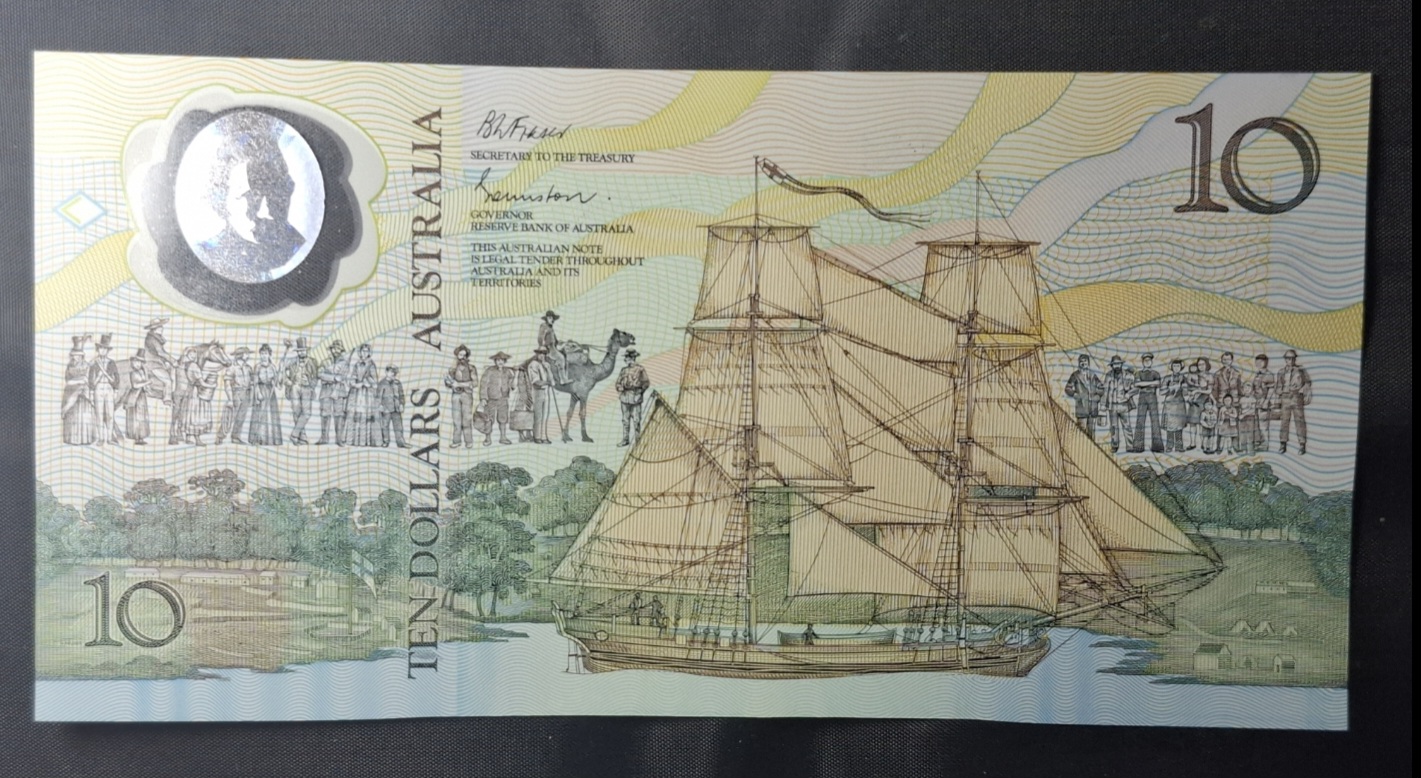 10
SECRETARY TO THE TREASURY
GOVERNOR
RESERVE BANK OF AUSTRALIA
THIS AUSTRALIAN NOTE
IS LEGAL TENDER THROUGHOUT
AUSTRALIA AND ITS
TERRITORIES
TEN DOLLARS AUSTRALIA
10